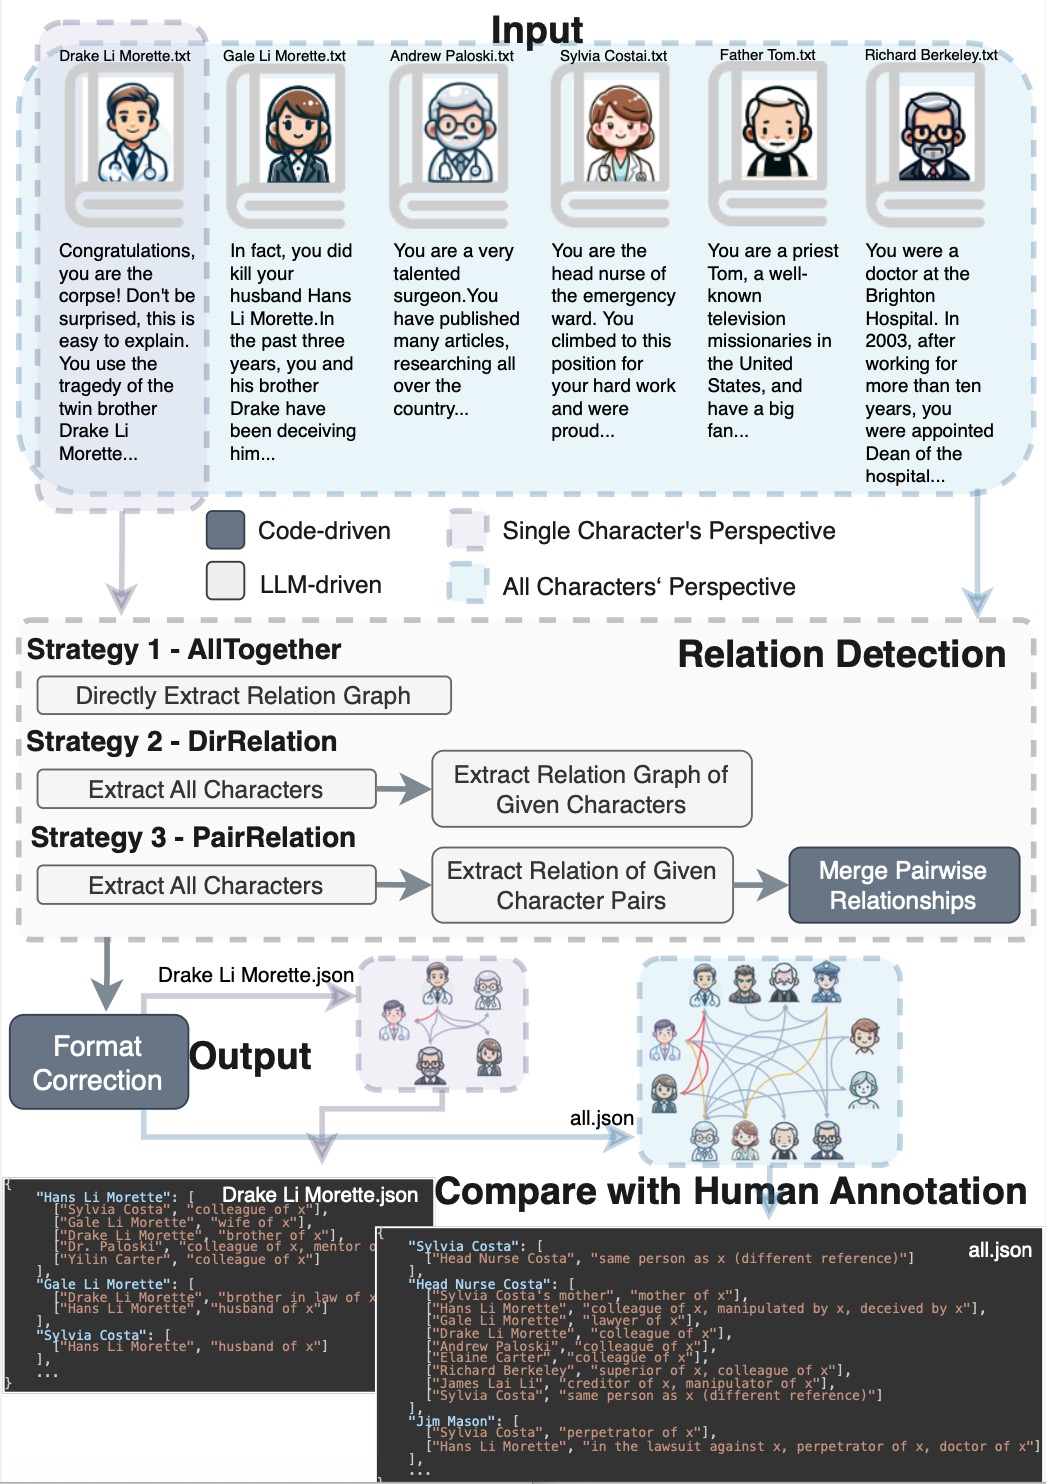 Input
Drake Li Morette.txt
Gale Li Morette.txt
Andrew Paloski.txt
Sylvia Costai.txt
Father Tom.txt
Richard Berkeley.txt
Congratulations,
you are the
corpse! Don't be
surprised, this is
easy to explain.
You use the
tragedy of the
twin brother
Drake Li
Morette...
In fact, you did
kill your
husband Hans
Li Morette.In
the past three
years, you and
his brother
Drake have
been deceiving
him...
You are a very
talented
surgeon.You
have published
many articles,
researching all
over the
country...
You are the
head nurse of
the emergency
ward. You
climbed to this
position for
your hard work
and were
proud...
You are a priest
Tom, a well-
known
television
missionaries in
the United
States, and
have a big
fan...
You were a
doctor at the
Brighton
Hospital. In
2003, after
working for
more than ten
years, you
were appointed
Dean of the
hospital...
Code-driven
Single Character's Perspective
LLM-driven
All Characters‘ Perspective
Strategy 1 - AllTogether
Relation Detection
Directly Extract Relation Graph
Strategy 2 - DirRelation
Extract All Characters
Extract Relation Graph of
Given Characters
Strategy 3 - PairRelation
Extract All Characters
Extract Relation of Given
Character Pairs
Merge Pairwise
Relationships
Drake Li Morette.json
Format
Correction
Output
all.json
Compare with Human Annotation
Drake Li Morette.json
{
"Hans Li Morette": [
["Sylvia Costa", "colleague of x"],
["Gale Li Morette", "wife of x"],
["Drake Li Morette", "brother of x"],
["Dr. Paloski", "colleague of x, mentor o
["Yilin Carter", "colleague of x"]
],
"Gale Li Morette": [
["Drake Li Morette", "brother in law of x
["Hans Li Morette", "husband of x"]
],
"Sylvia Costa": [
["Hans Li Morette", "husband of x"]
],
...
}
all.json
{
"Sylvia Costa": [
["Head Nurse Costa", "same person as x (different reference)"]
],
"Head Nurse Costa": [
["Sylvia Costa's mother", "mother of x"],
["Hans Li Morette", "colleague of x, manipulated by x, deceived by x"],
["Gale Li Morette", "lawyer of x"],
["Drake Li Morette", "colleague of x"],
["Andrew Paloski", "colleague of x"],
["Elaine Carter", "colleague of x"],
["Richard Berkeley", "superior of x, colleague of x"],
["James Lai Li", "creditor of x, manipulator of x"],
["Sylvia Costa", "same person as x (different reference)"]
],
"Jim Mason": [
["Sylvia Costa", "perpetrator of x"],
["Hans Li Morette", "in the lawsuit against x, perpetrator of x, doctor of x"]
],
...
}